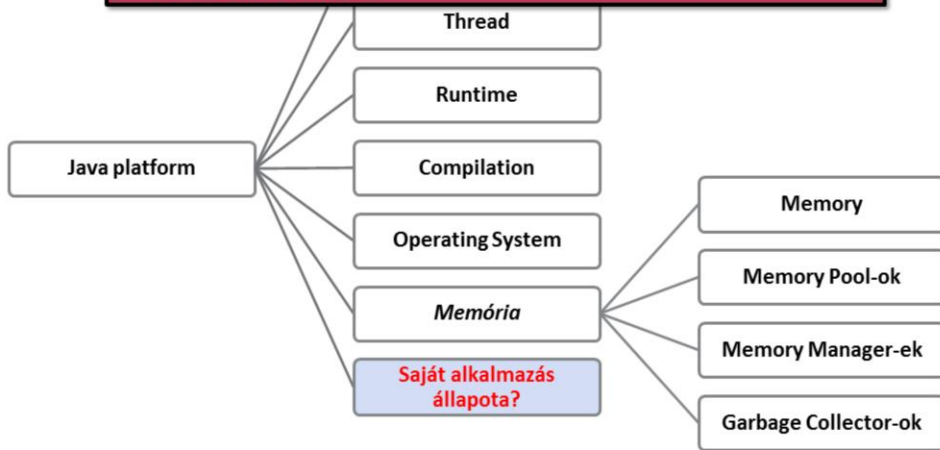 Thread
Runtime
Java platform
Compilation
Operating System
Memória
Saját alkalmazás
állapota?
Memory
Memory Pool-ok
Memory Manager-ek
Garbage Collector-ok